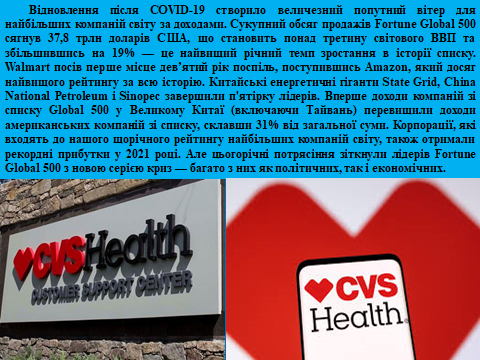 Відновлення після COVID-19 створило величезний попутний вітер для
найбільших компаній світу за доходами. Сукупний обсяг продажів Fortune Global 500
сягнув 37,8 трлн доларів США, що становить понад третину світового ВВП та
збільшившись на 19% — це найвищий річний темп зростання в історії списку.
Walmart посів перше місце дев'ятий рік поспіль, поступившись Amazon, який досяг
найвищого рейтингу за всю історію. Китайські енергетичні гіганти State Grid, China
National Petroleum і Sinopec завершили п'ятірку лідерів. Вперше доходи компаній зі
списку Global 500 у Великому Китаї (включаючи Тайвань) перевищили доходи
американських компаній зі списку, склавши 31% від загальної суми. Корпорації, які
входять до нашого щорічного рейтингу найбільших компаній світу, також отримали
рекордні прибутки у 2021 році. Але цьогорічні потрясіння зіткнули лідерів Fortune
Global 500 з новою серією криз — багато з них як політичних, так і економічних.
CVSHealth
CUSTOMER SUPPORT CENTER
CVS
Health.